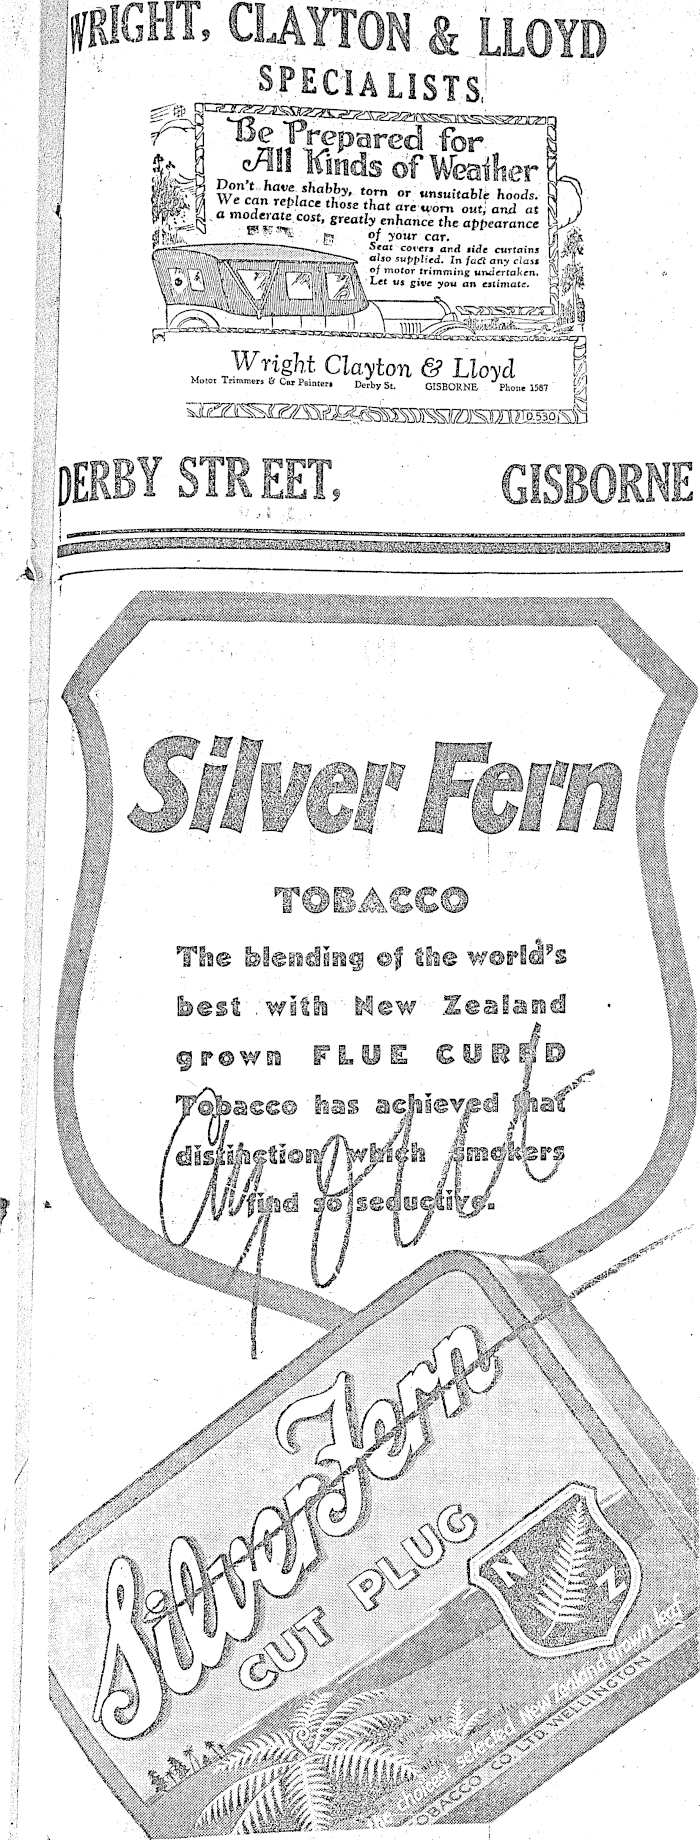 WRIGHT, CLAYTON & LLOYD
SPECIALISTS
Be Prepared for
All Kinds of Weather
Don't have shabby, torn or unsuitable hoods.
We can replace those that are worn out, and at
a moderate cost, greatly enhance the appearance
of your car.
Seat covers and side curtains
also supplied. In fact any class
of motor trimming undertaken.
Let us give you an estimate.
Wright Clayton & Lloyd
Motor Trimmers & Car Painters Derby St. GISBORNE Phone 1587
D.530
DERBY STREET, GISBORNE
Silver Fern
TOBACCO
The blending of the world's
best with New Zealand
grown FLUE CURED
Tobacco has achieved that
distinction which smokers
find so seductive.
Silver Fern
CUT PLUG
N Z
the choicest selected New Zealand grown leaf
TOBACCO CO. LTD. WELLINGTON